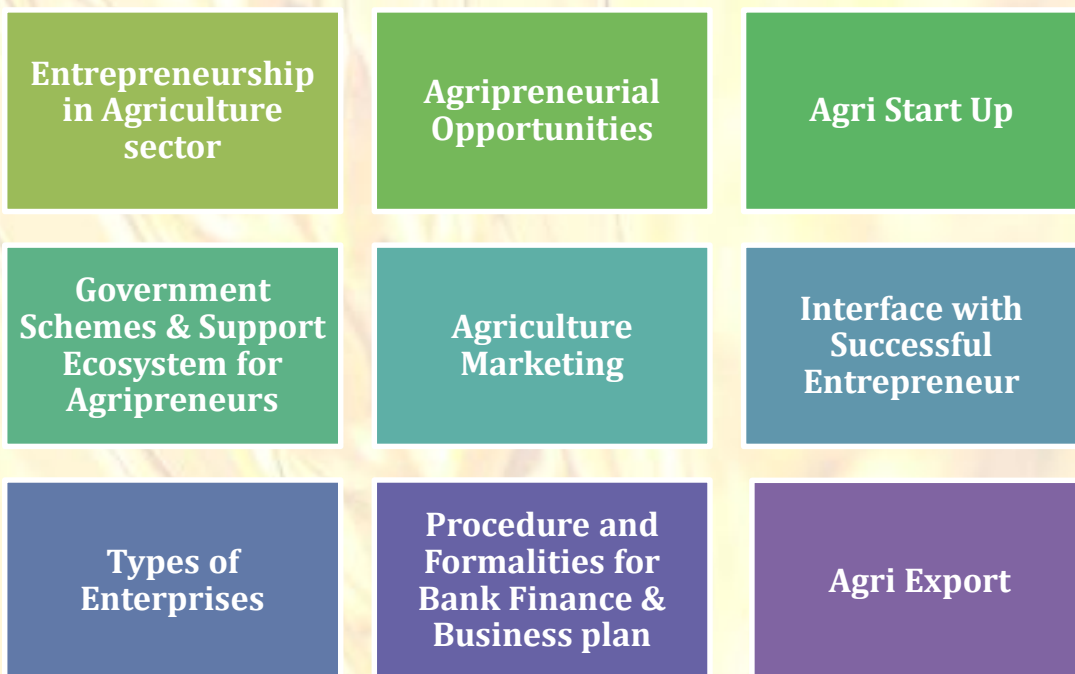 Entrepreneurship
in Agriculture
sector
Agripreneurial
Opportunities
Agri Start Up
Government
Schemes & Support
Ecosystem for
Agripreneurs
Agriculture
Marketing
Interface with
Successful
Entrepreneur
Types of
Enterprises
Procedure and
Formalities for
Bank Finance &
Business plan
Agri Export